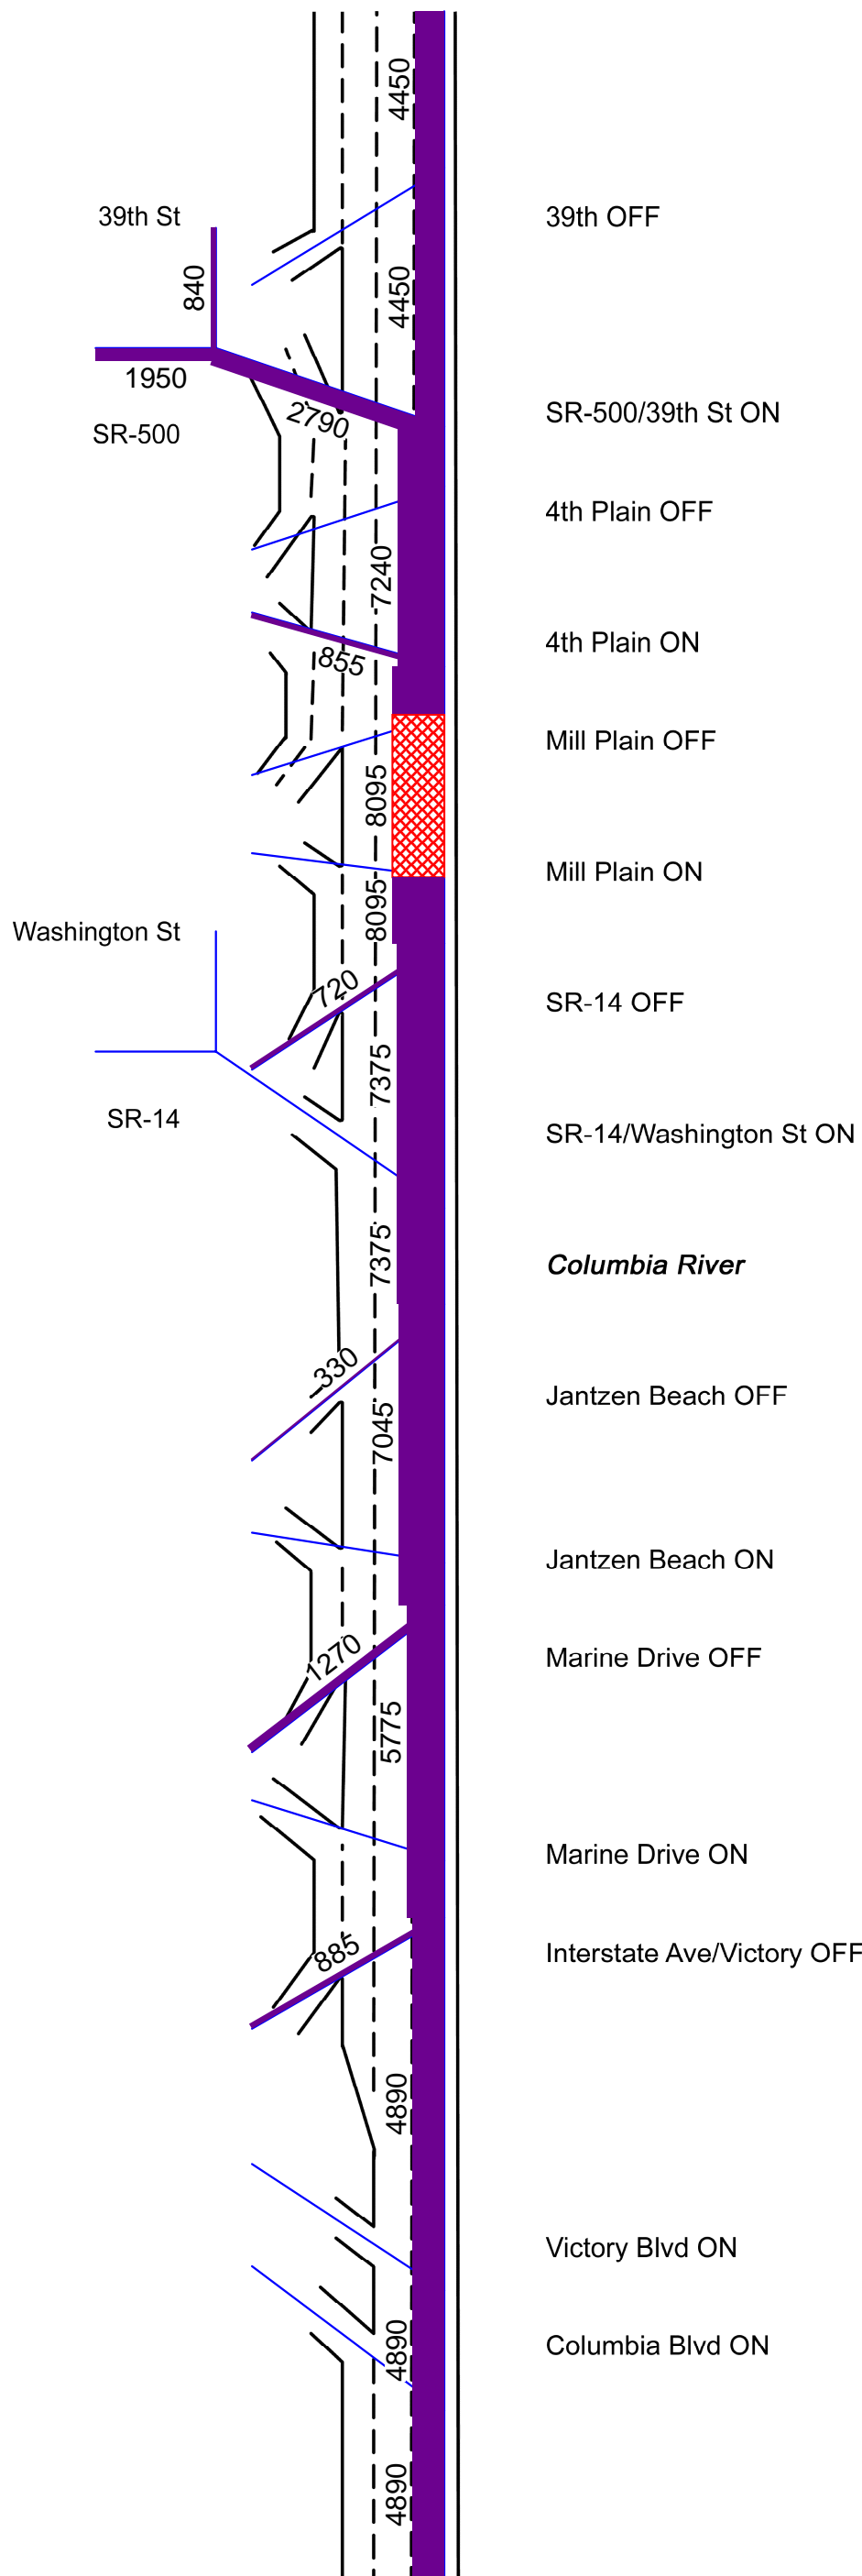 4450
39th St
39th OFF
840
4450
1950
2790
SR-500/39th St ON
SR-500
4th Plain OFF
7240
4th Plain ON
855
Mill Plain OFF
8095
Mill Plain ON
8095
Washington St
720
SR-14 OFF
7375
SR-14
SR-14/Washington St ON
7375
Columbia River
330
Jantzen Beach OFF
7045
Jantzen Beach ON
1270
Marine Drive OFF
5775
Marine Drive ON
885
Interstate Ave/Victory OFF
4890
Victory Blvd ON
4890
Columbia Blvd ON
4890